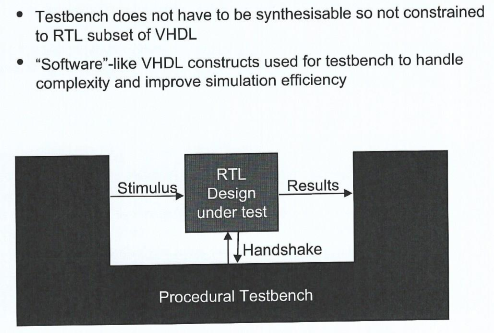 • Testbench does not have to be synthesisable so not constrained
to RTL subset of VHDL
• “Software”-like VHDL constructs used for testbench to handle
complexity and improve simulation efficiency
RTL
Design
under test
Stimulus
Results
Handshake
Procedural Testbench